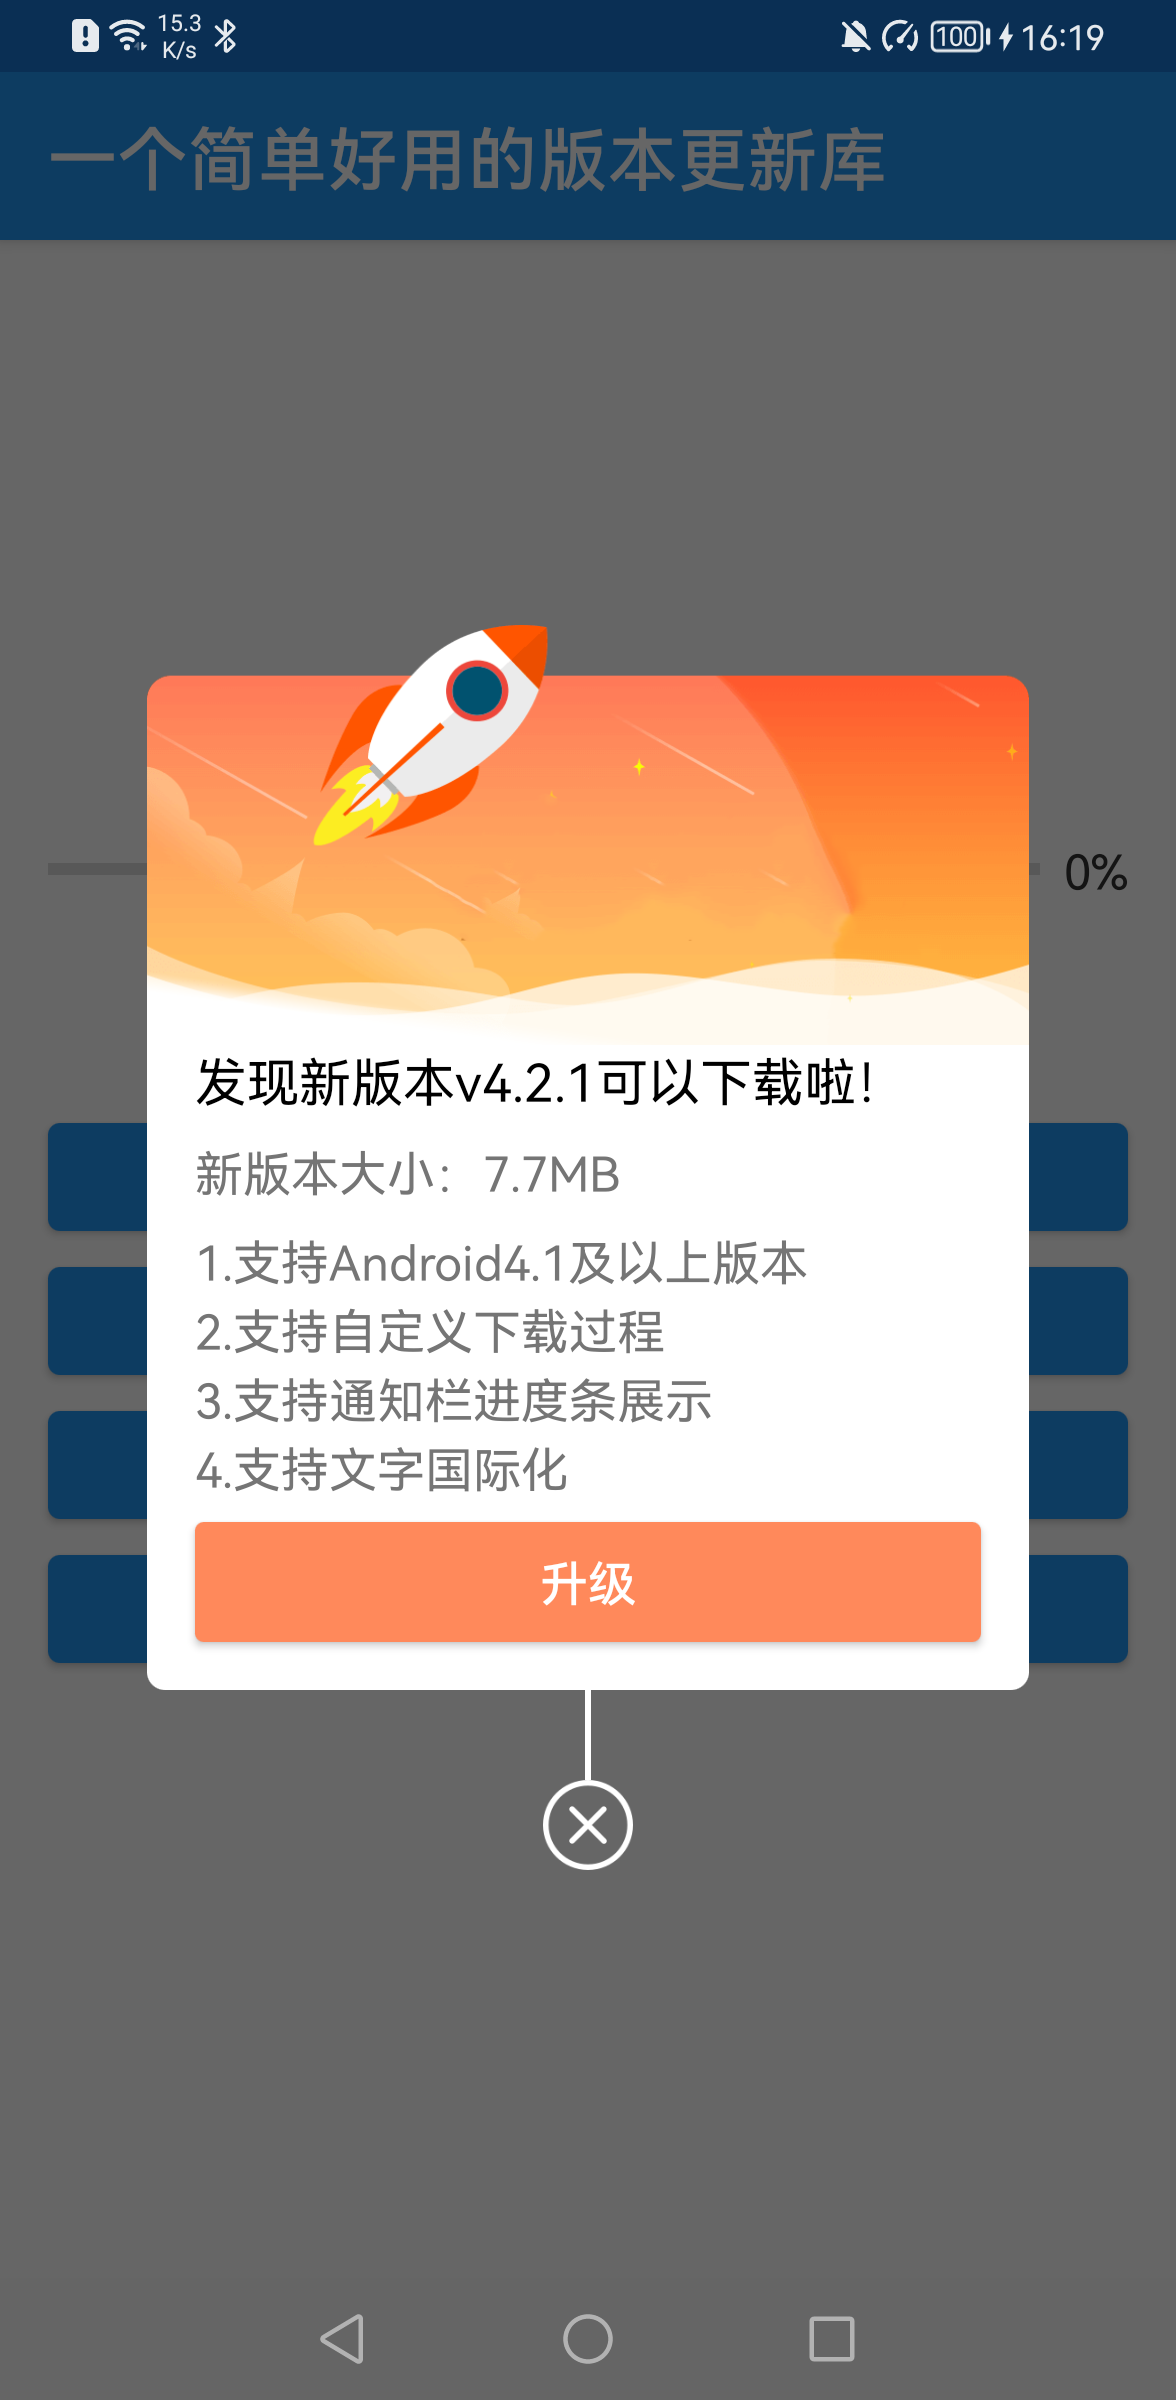 15.3
K/s
100
16:19
一个简单好用的版本更新库
0%
发现新版本v4.2.1可以下载啦!
新版本大小：7.7MB
1.支持Android4.1及以上版本
2.支持自定义下载过程
3.支持通知栏进度条展示
4.支持文字国际化
升级